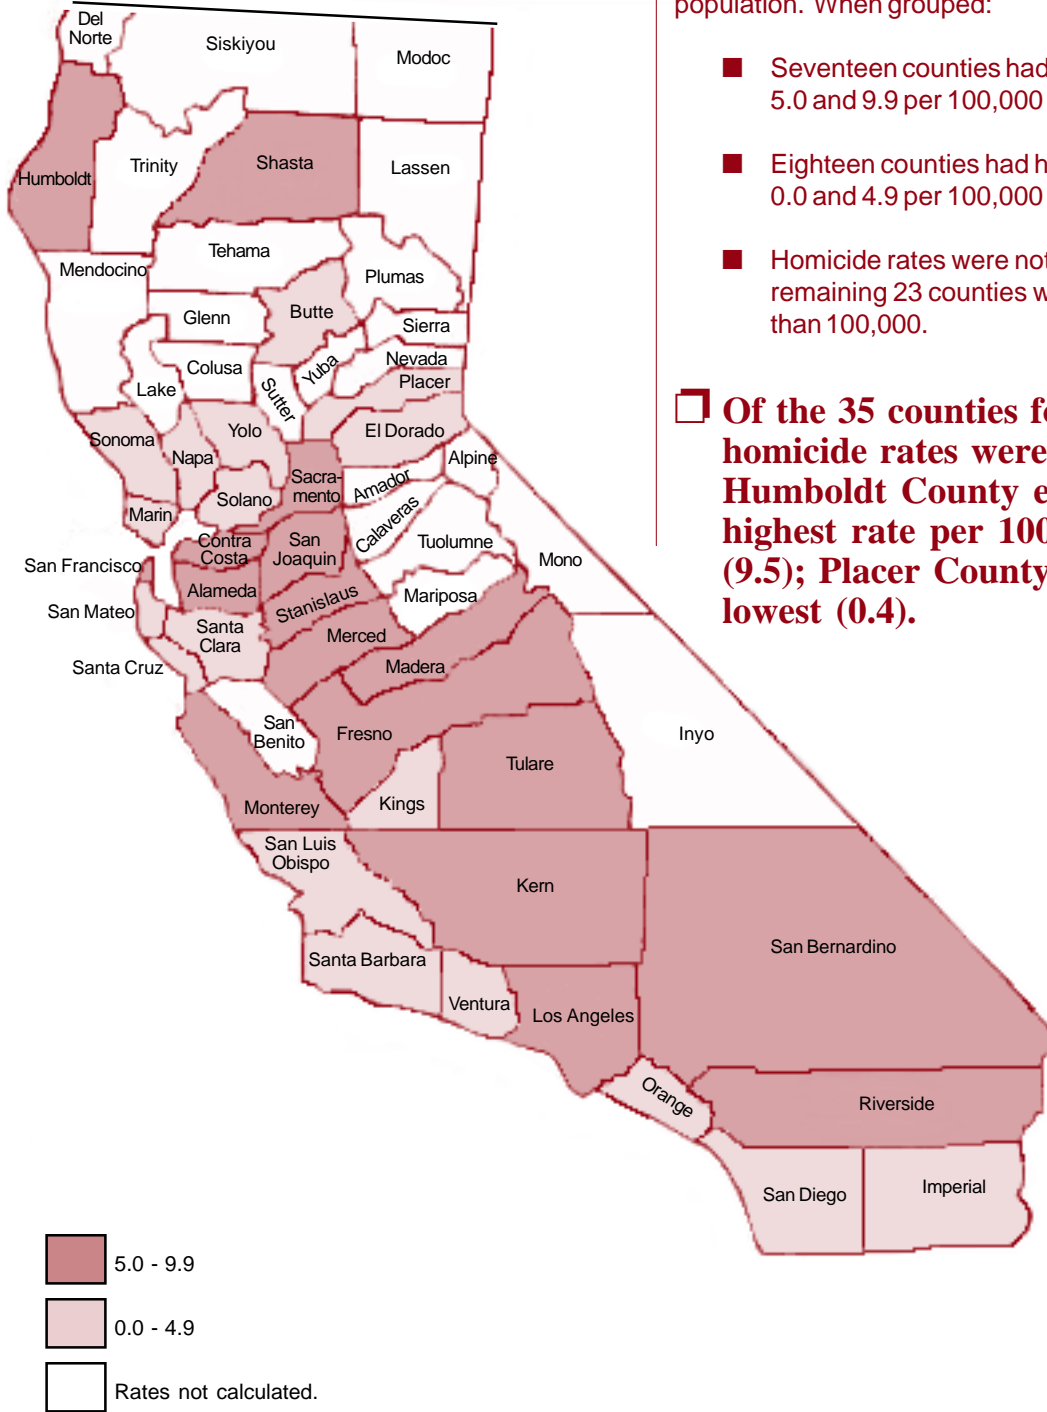 population. When grouped:
■ Seventeen counties had
5.0 and 9.9 per 100,000
■ Eighteen counties had h
0.0 and 4.9 per 100,000
■ Homicide rates were not
remaining 23 counties w
than 100,000.
❐ Of the 35 counties fo
homicide rates were
Humboldt County e
highest rate per 100
(9.5); Placer County
lowest (0.4).
Del
Norte
Siskiyou
Modoc
Humboldt
Trinity
Shasta
Lassen
Mendocino
Tehama
Plumas
Glenn
Butte
Sierra
Lake
Colusa
Sutter
Yuba
Nevada
Placer
Sonoma
Napa
Yolo
El Dorado
Alpine
Solano
Sacra-
mento
Amador
Marin
Calaveras
Contra
Costa
San
Joaquin
Tuolumne
Mono
San Francisco
Alameda
Stanislaus
Mariposa
San Mateo
Santa
Clara
Merced
Santa Cruz
Madera
San
Benito
Fresno
Inyo
Tulare
Monterey
Kings
San Luis
Obispo
Kern
San Bernardino
Santa Barbara
Ventura
Los Angeles
Orange
Riverside
San Diego
Imperial
5.0 - 9.9
0.0 - 4.9
Rates not calculated.